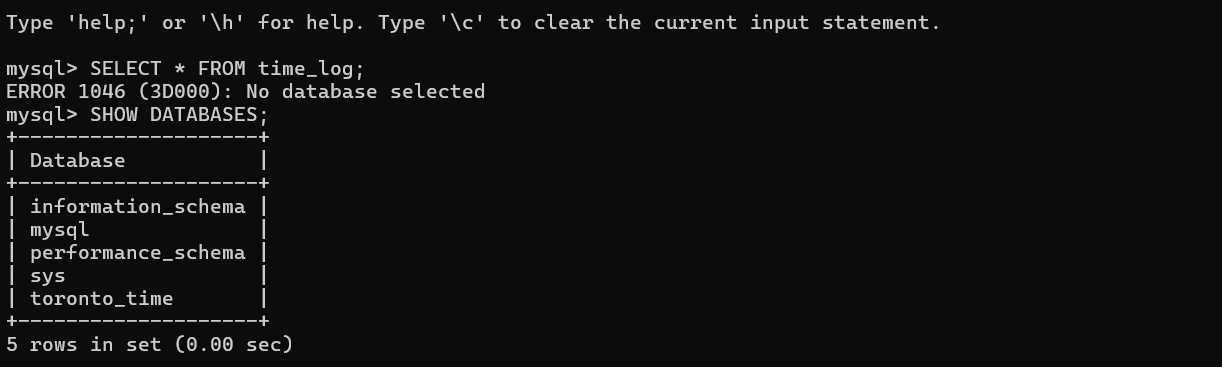 Type 'help;' or '\h' for help. Type '\c' to clear the current input statement.
mysql> SELECT * FROM time_log;
ERROR 1046 (3D000): No database selected
mysql> SHOW DATABASES;
+--------------------+
| Database           |
+--------------------+
| information_schema |
| mysql              |
| performance_schema |
| sys                |
| toronto_time       |
+--------------------+
5 rows in set (0.00 sec)